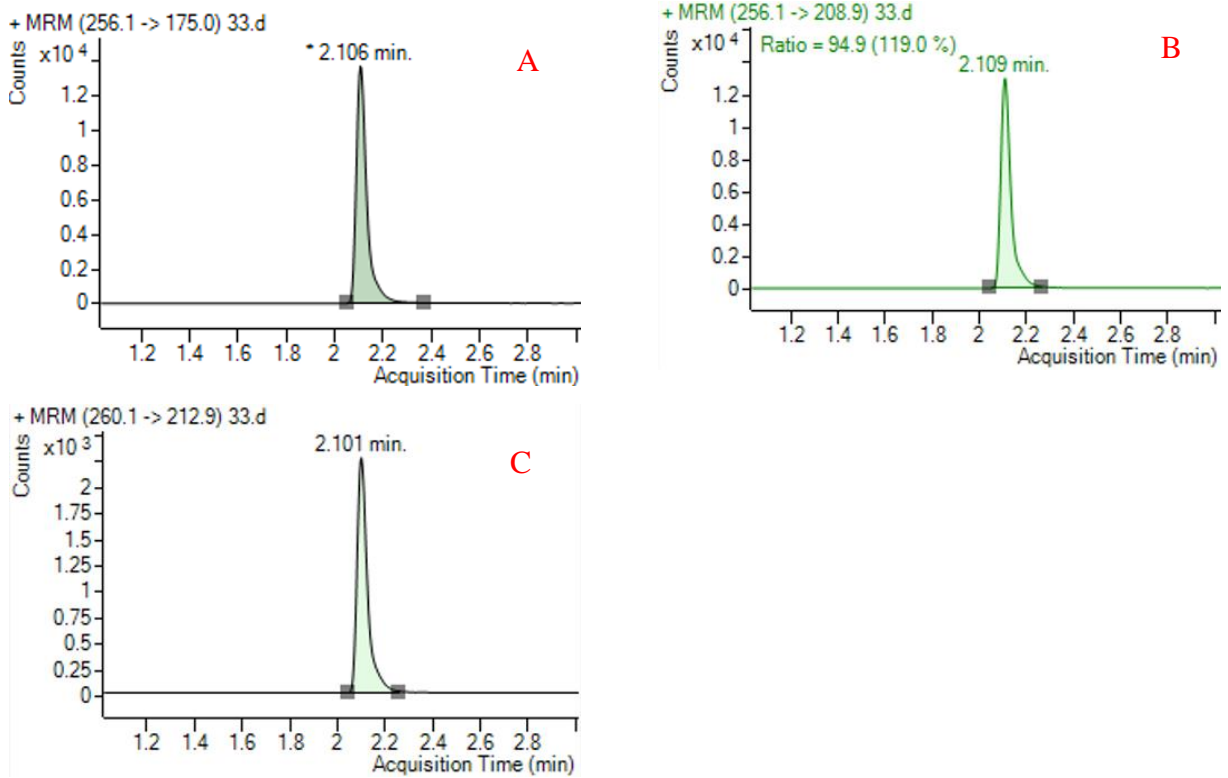 + MRM (256.1 -> 175.0) 33.d
Counts
x10 4
* 2.106 min.
A
1.2
1
0.8
0.6
0.4
0.2
0
1.2 1.4 1.6 1.8 2 2.2 2.4 2.6 2.8
Acquisition Time (min)
+ MRM (256.1 -> 208.9) 33.d
Counts
x10 4
Ratio = 94.9 (119.0 %)
2.109 min.
B
1.2
1
0.8
0.6
0.4
0.2
0
1.2 1.4 1.6 1.8 2 2.2 2.4 2.6 2.8
Acquisition Time (min)
+ MRM (260.1 -> 212.9) 33.d
Counts
x10 3
2.101 min.
C
2
1.75
1.5
1.25
1
0.75
0.5
0.25
0
1.2 1.4 1.6 1.8 2 2.2 2.4 2.6 2.8
Acquisition Time (min)